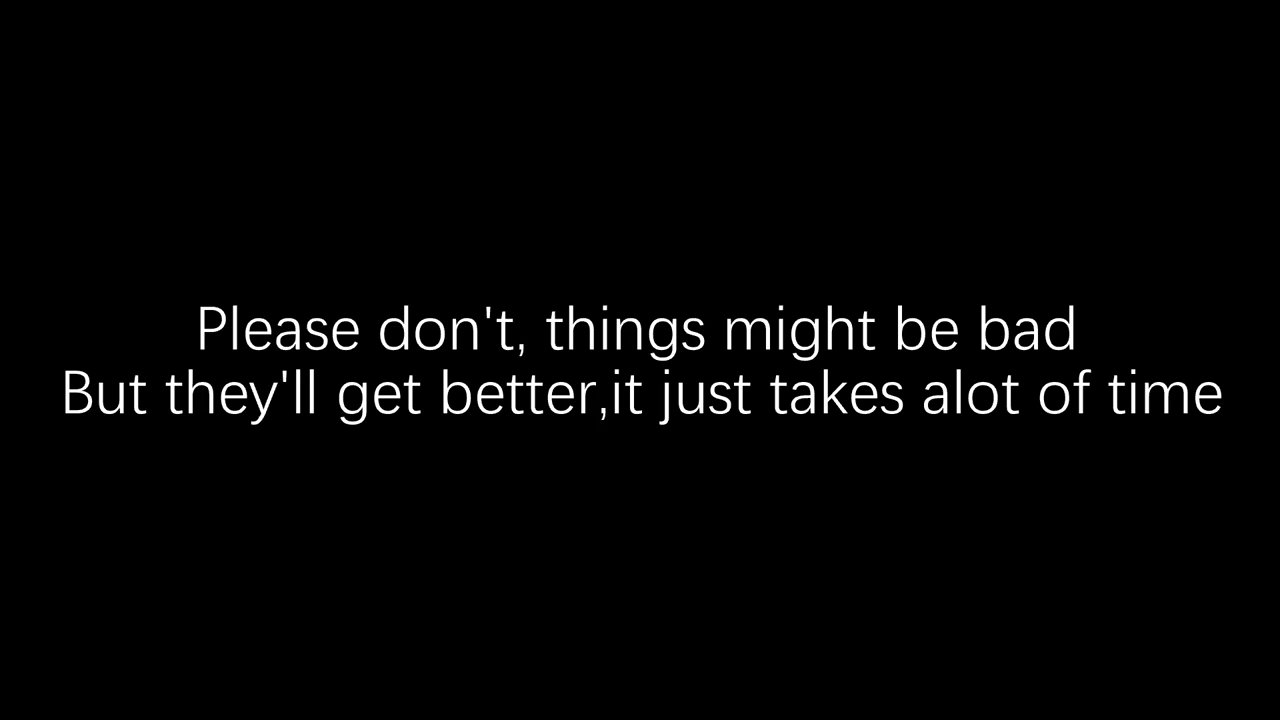 Please don't, things might be bad
But they'll get better,it just takes alot of time